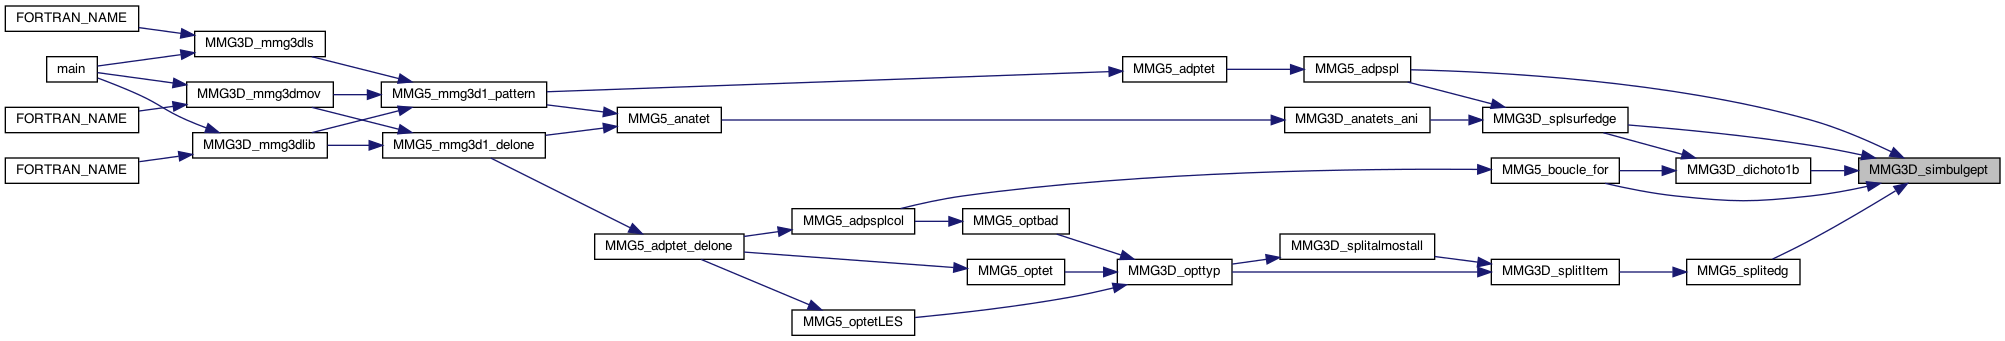 FORTRAN_NAME
MMG3D_mmg3dls
main
MMG5_adptet
MMG5_adpspl
MMG3D_mmg3dmov
MMG5_mmg3d1_pattern
FORTRAN_NAME
MMG5_anatet
MMG3D_anatets_ani
MMG3D_splsurfedge
MMG3D_mmg3dlib
MMG5_mmg3d1_delone
FORTRAN_NAME
MMG5_boucle_for
MMG3D_dichoto1b
MMG3D_simbulgept
MMG5_adpsplcol
MMG5_optbad
MMG5_adptet_delone
MMG3D_splitalmostall
MMG5_optet
MMG3D_opttyp
MMG3D_splitItem
MMG5_splitedg
MMG5_optetLES